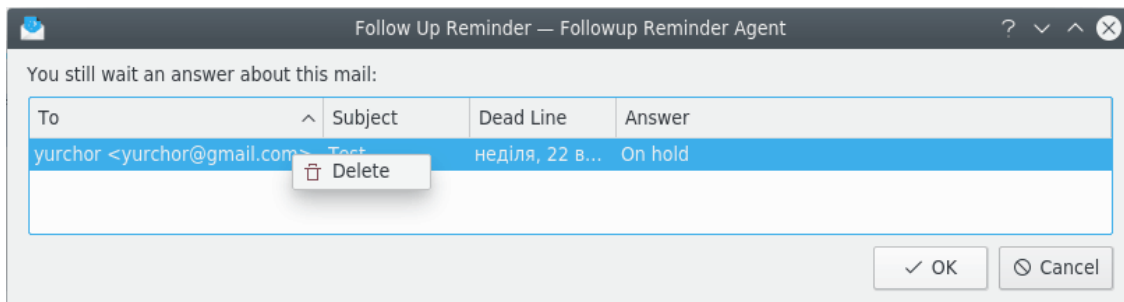 Follow Up Reminder — Followup Reminder Agent
You still wait an answer about this mail:
To Subject Dead Line Answer
yurchor <yurchor@gmail.com> Test неділя, 22 в... On hold
Delete
OK Cancel